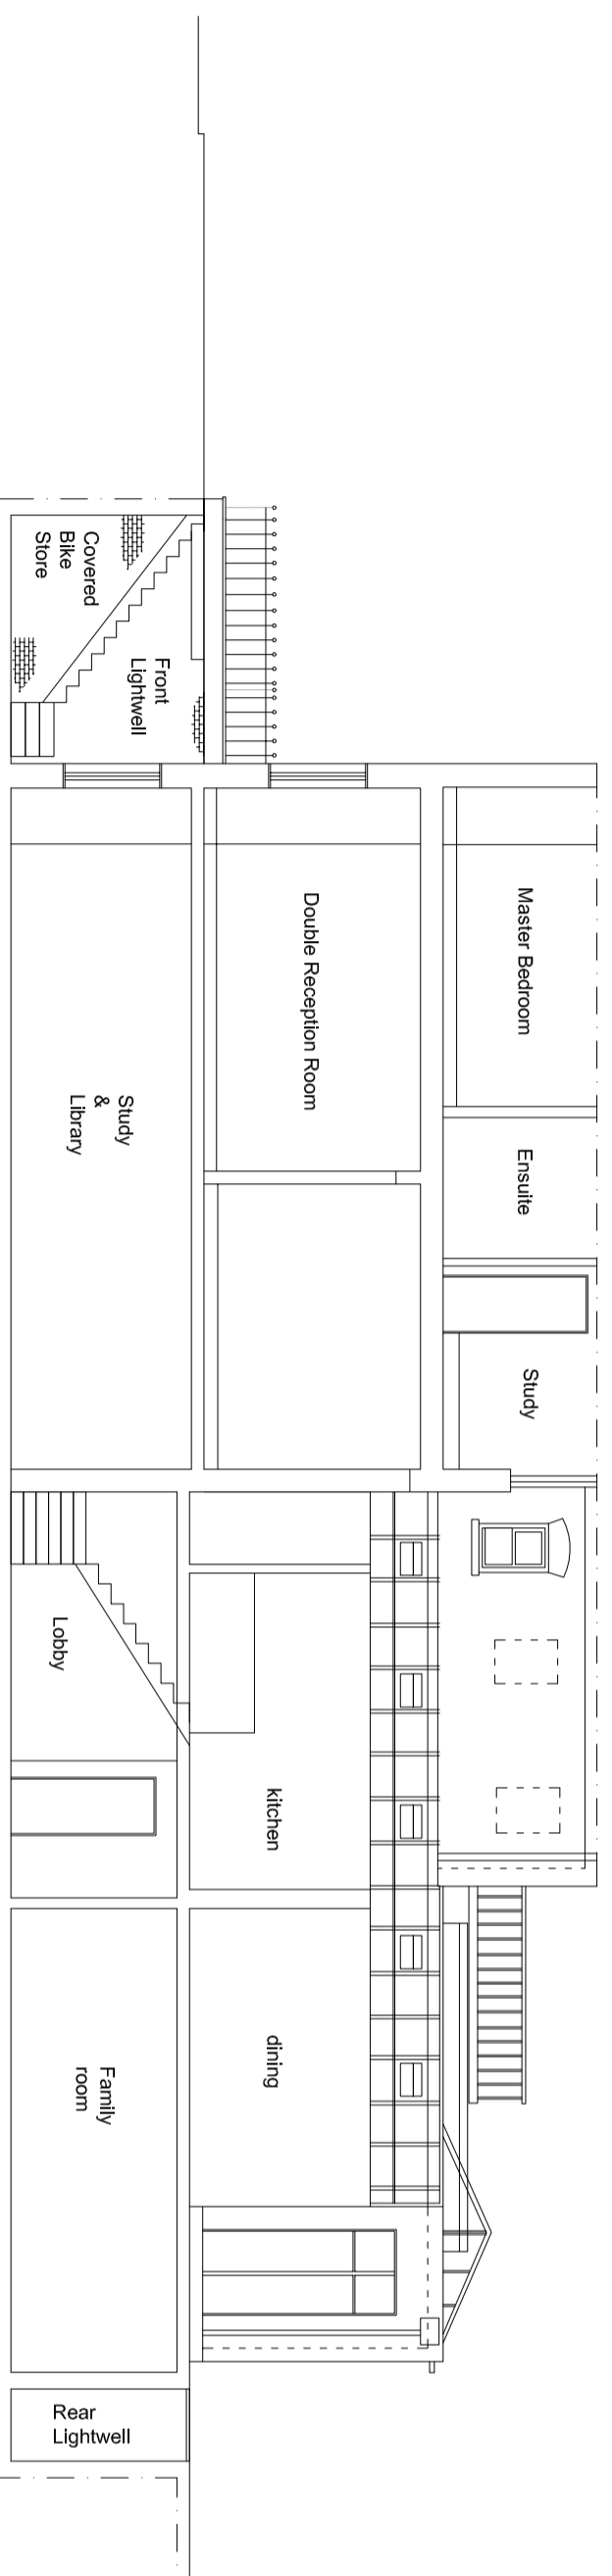 Covered
Bike
Store
Front
Lightwell
Master Bedroom
Double Reception Room
Study
&
Library
Ensuite
Study
Lobby
kitchen
dining
Family
room
Rear
Lightwell